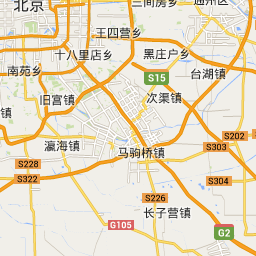 北京
三间房乡
通州区
王四营乡
十八里店乡
黑庄户乡
南苑乡
S15
台湖镇
旧宫镇
次渠镇
S202
瀛海镇
马驹桥镇
S303
S228
S322
S304
S226
长子营镇
G105
G2